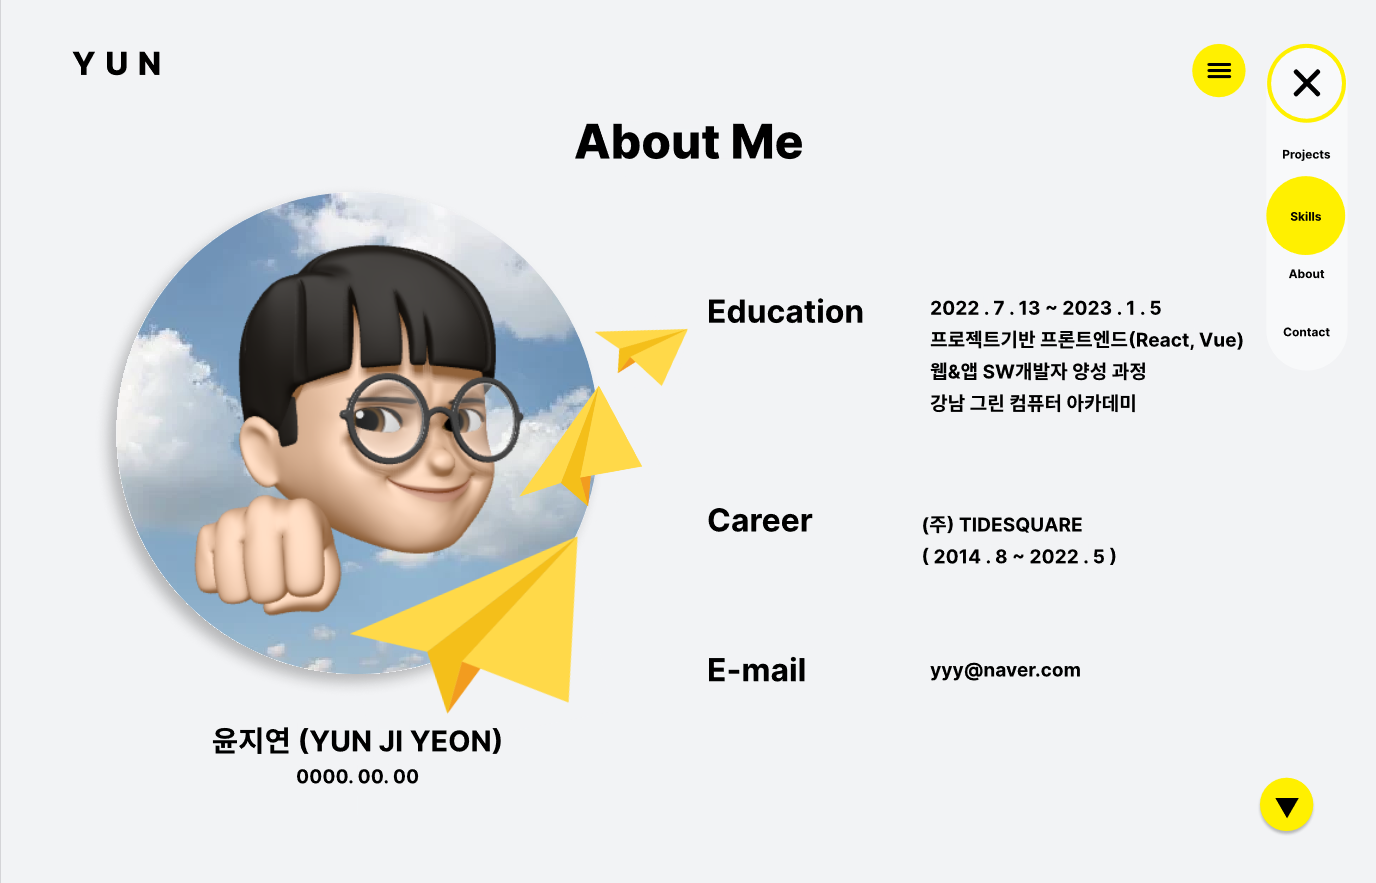 YUN
About Me
Projects
Skills
About
Contact
Education
2022 . 7 . 13 ~ 2023 . 1 . 5
프로젝트기반 프론트엔드(React, Vue)
웹&앱 SW개발자 양성 과정
강남 그린 컴퓨터 아카데미
Career
(주) TIDESQUARE
( 2014 . 8 ~ 2022 . 5 )
E-mail
yyy@naver.com
윤지연 (YUN JI YEON)
0000. 00. 00